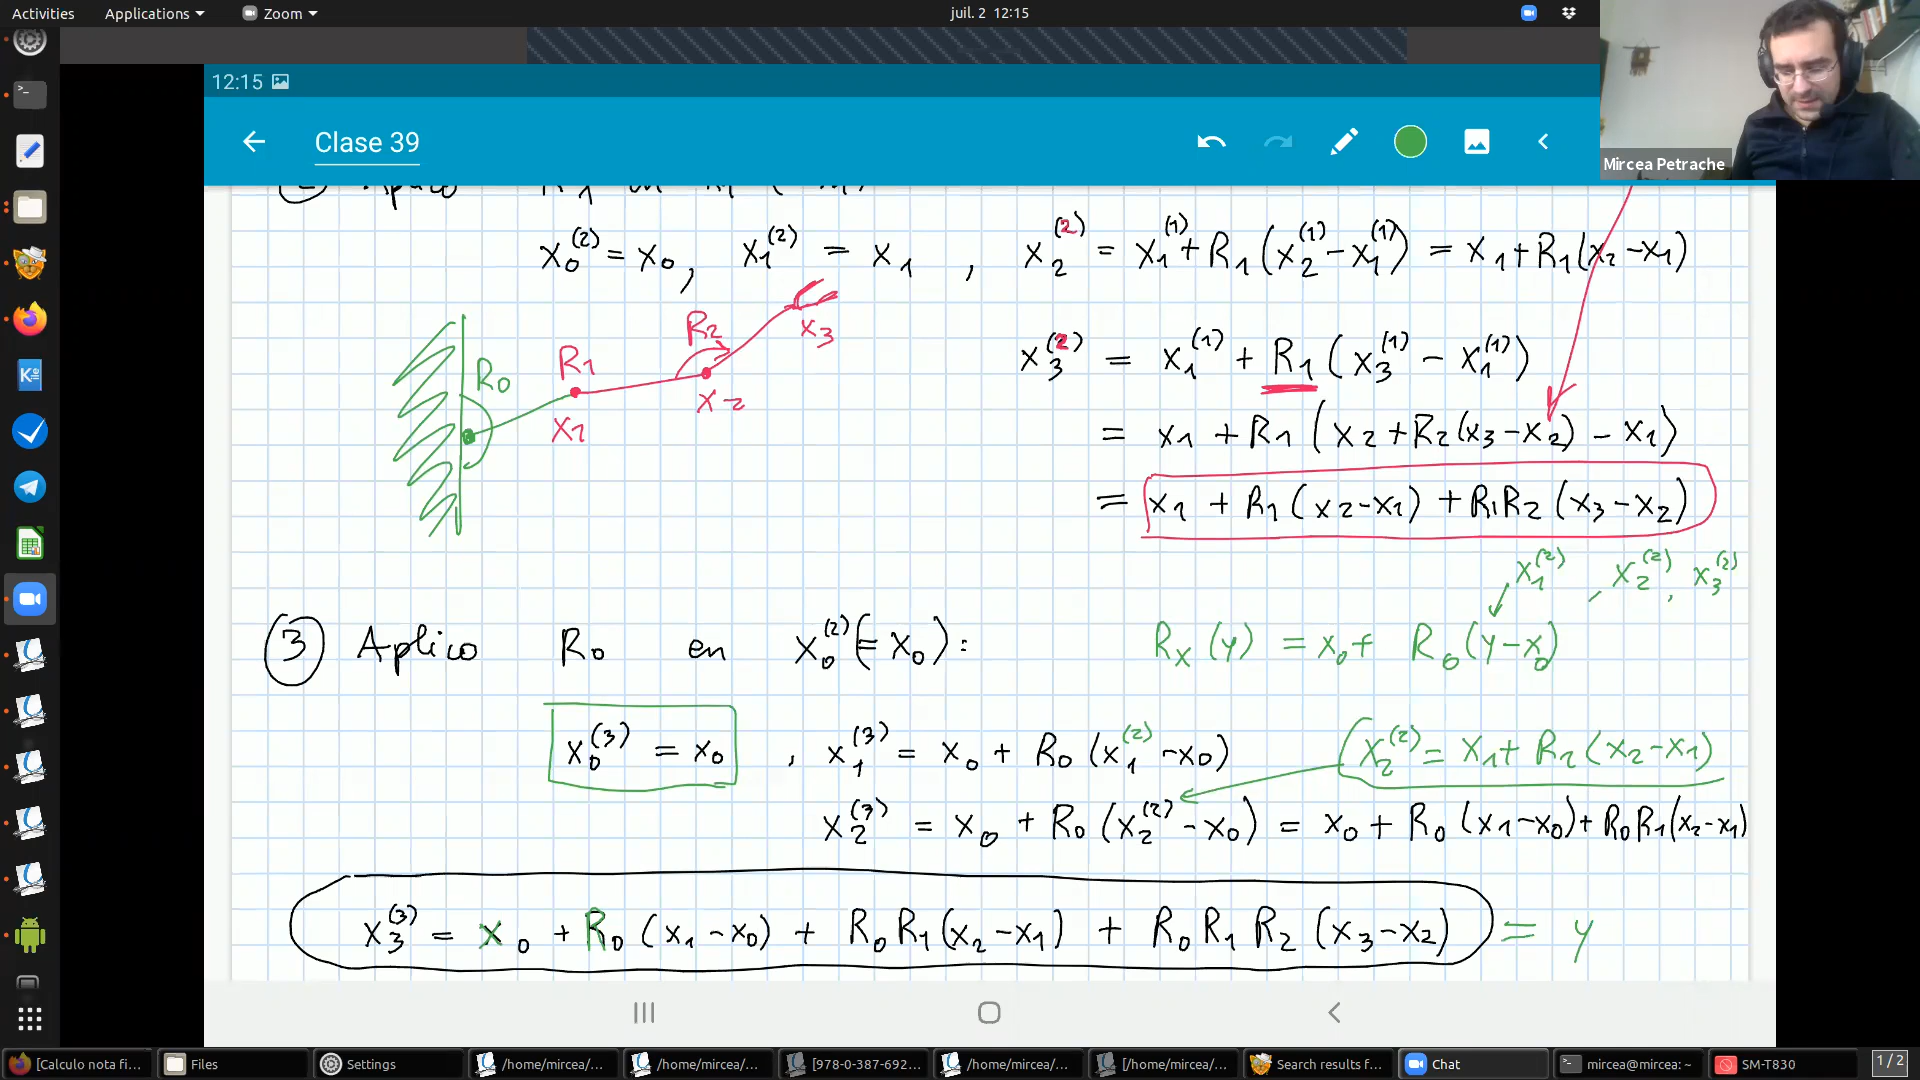 Activities Applications Zoom juil. 2 12:15
12:15
Clase 39
Mircea Petrache
x₀⁽²⁾ = x₀, x₁⁽²⁾ = x₁ , x₂⁽²⁾ = x₁⁽¹⁾ + R₁(x₂⁽¹⁾ − x₁⁽¹⁾) = x₁ + R₁(x₂ − x₁)
R₀ R₁ R₂ x₁ x₂ x₃
x₃⁽²⁾ = x₁⁽¹⁾ + R₁(x₃⁽¹⁾ − x₁⁽¹⁾)
= x₁ + R₁(x₂ + R₂(x₃ − x₂) − x₁)
= x₁ + R₁(x₂ − x₁) + R₁R₂(x₃ − x₂)
x₁⁽²⁾ , x₂⁽²⁾ , x₃⁽²⁾
③ Aplico R₀ en x₀⁽²⁾(= x₀) : Rₓ(y) = x₀ + R₀(y − x₀)
x₀⁽³⁾ = x₀ , x₁⁽³⁾ = x₀ + R₀(x₁⁽²⁾ − x₀) x₂⁽²⁾ = x₁ + R₁(x₂ − x₁)
x₂⁽³⁾ = x₀ + R₀(x₂⁽²⁾ − x₀) = x₀ + R₀(x₁ − x₀) + R₀R₁(x₂ − x₁)
x₃⁽³⁾ = x₀ + R₀(x₁ − x₀) + R₀R₁(x₂ − x₁) + R₀R₁R₂(x₃ − x₂) = y
[Calculo nota fi... Files Settings /home/mircea/... /home/mircea/... [978-0-387-692... /home/mircea/... [/home/mircea/... Search results f... Chat mircea@mircea: ~ SM-T830 1 / 2